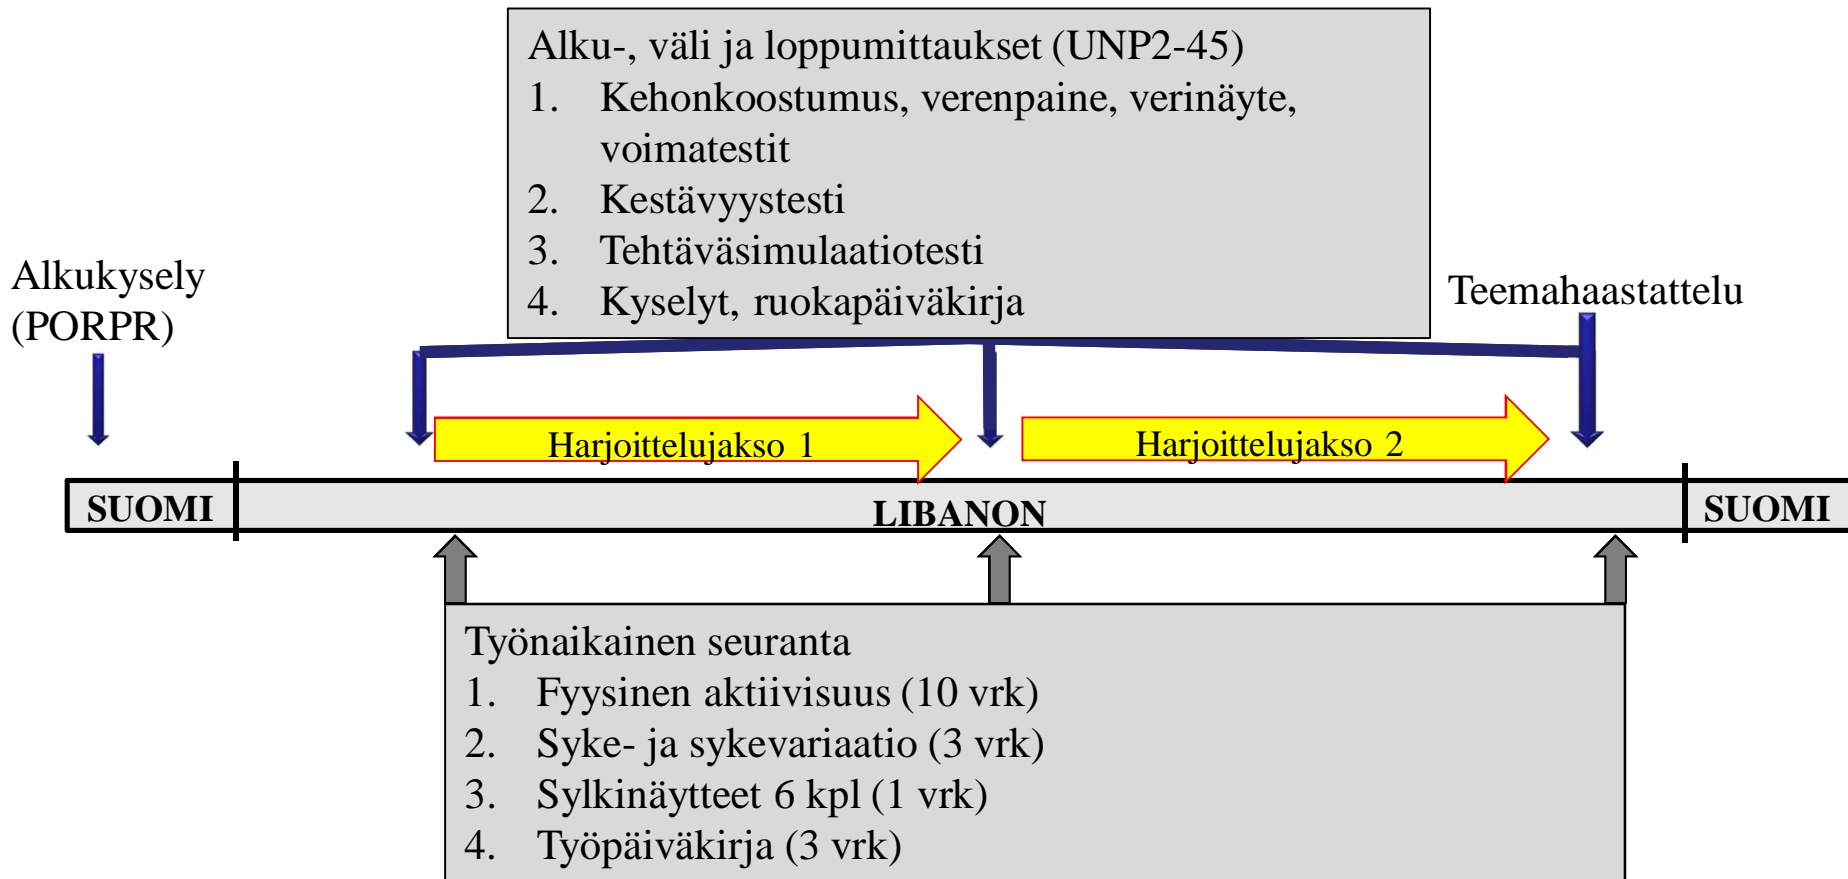 Alku-, väli ja loppumittaukset (UNP2-45)
1. Kehonkoostumus, verenpaine, verinäyte,
voimatestit
2. Kestävyystesti
3. Tehtäväsimulaatiotesti
4. Kyselyt, ruokapäiväkirja
Alkukysely
(PORPR)
Teemahaastattelu
Harjoittelujakso 1
Harjoittelujakso 2
SUOMI
LIBANON
SUOMI
Työnaikainen seuranta
1. Fyysinen aktiivisuus (10 vrk)
2. Syke- ja sykevariaatio (3 vrk)
3. Sylkinäytteet 6 kpl (1 vrk)
4. Työpäiväkirja (3 vrk)